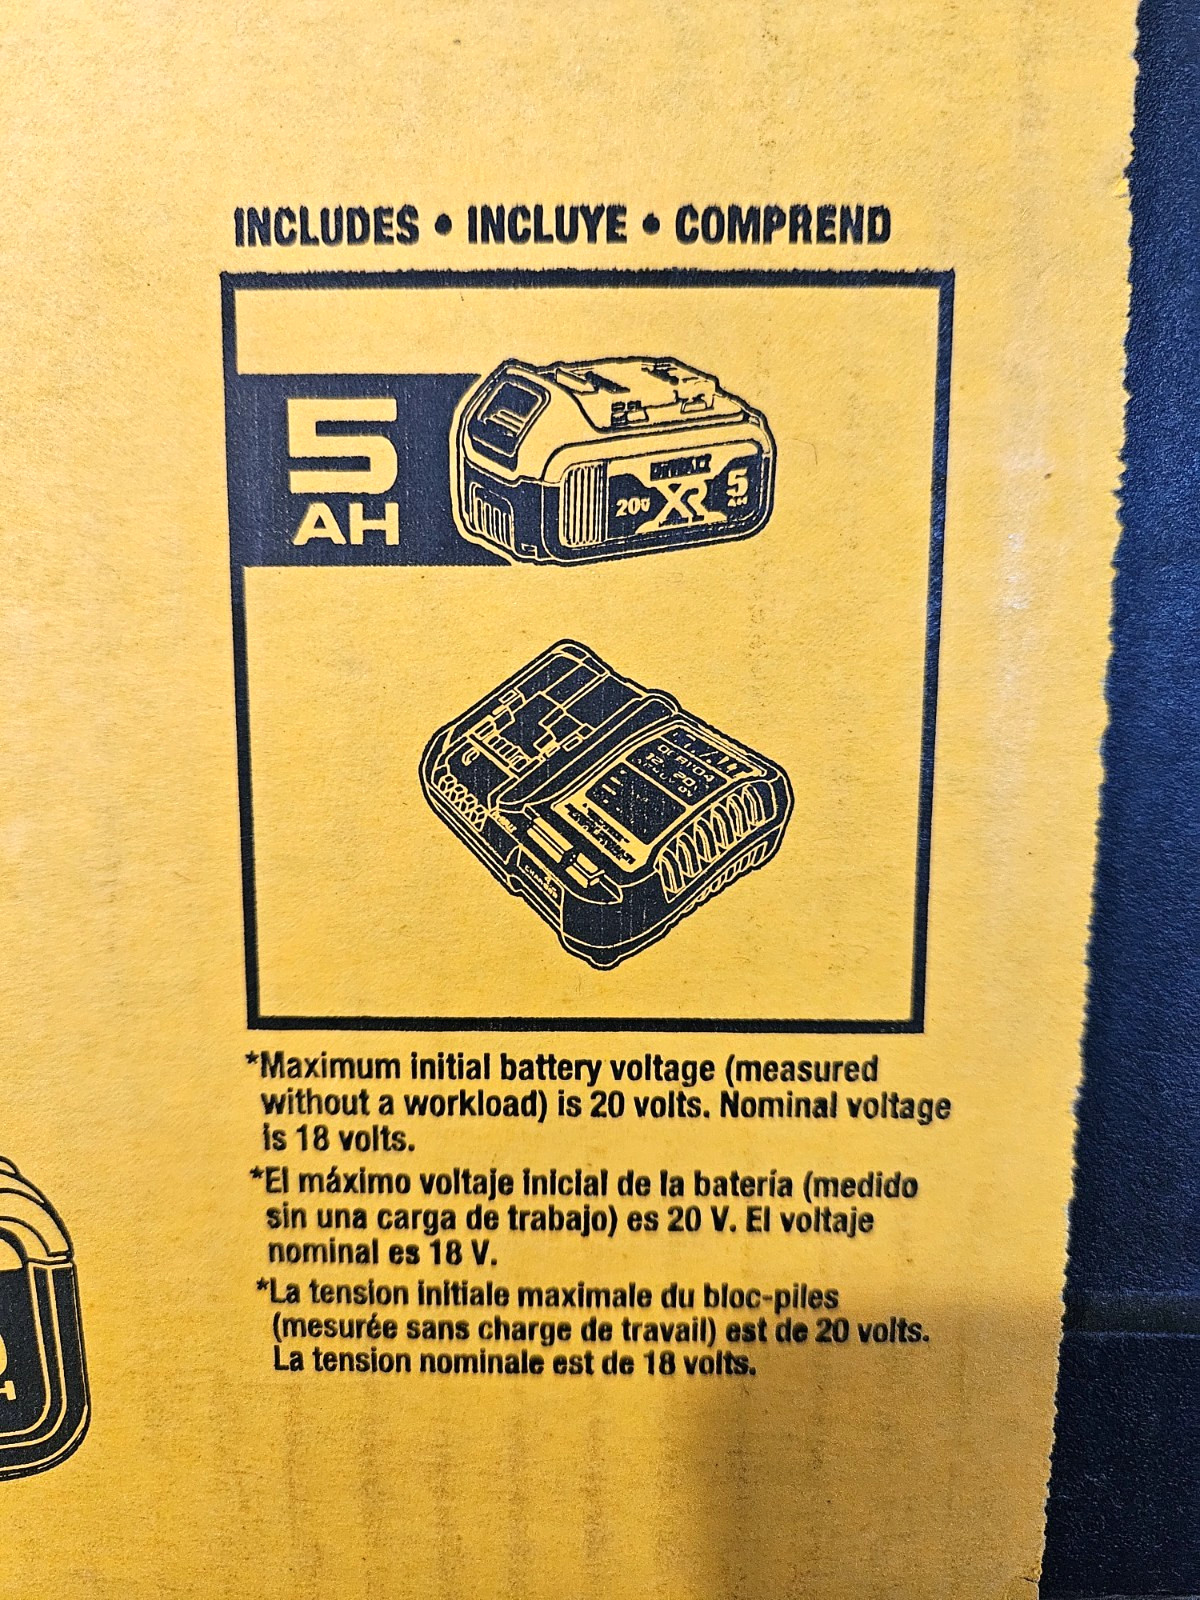 INCLUDES • INCLUYE • COMPREND
5
AH
DEWALT
20V XR 5
AH
*Maximum initial battery voltage (measured
without a workload) is 20 volts. Nominal voltage
is 18 volts.
*El máximo voltaje inicial de la batería (medido
sin una carga de trabajo) es 20 V. El voltaje
nominal es 18 V.
*La tension initiale maximale du bloc-piles
(mesurée sans charge de travail) est de 20 volts.
La tension nominale est de 18 volts.